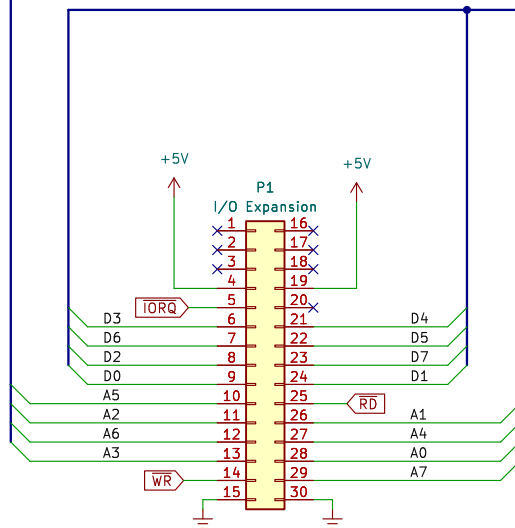 +5V
+5V
P1
I/O Expansion
1 16
2 17
3 18
4 19
5 20
IORQ
D3 6 21 D4
D6 7 22 D5
D2 8 23 D7
D0 9 24 D1
A5 10 25 RD
A2 11 26 A1
A6 12 27 A4
A3 13 28 A0
WR 14 29 A7
15 30